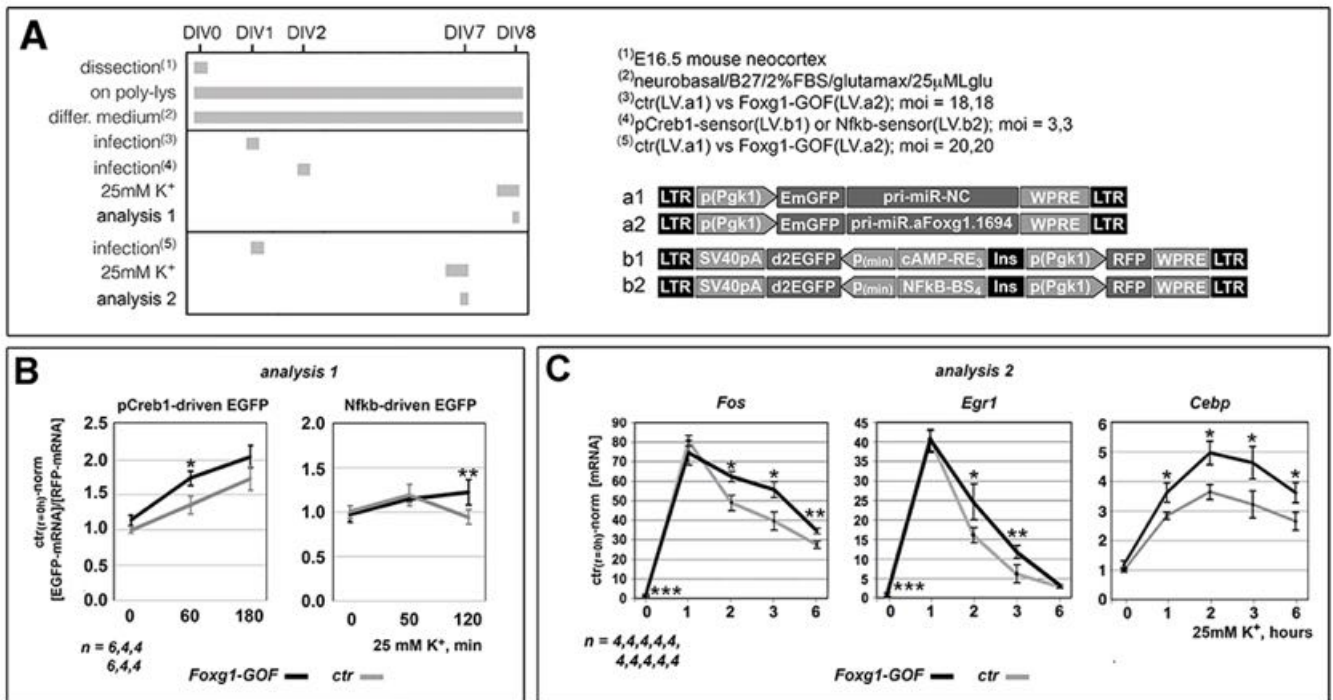 A
DIV0 DIV1 DIV2 DIV7 DIV8
dissection(1)
on poly-lys
differ. medium(2)
infection(3)
infection(4)
25mM K+
analysis 1
infection(5)
25mM K+
analysis 2
(1)E16.5 mouse neocortex
(2)neurobasal/B27/2%FBS/glutamax/25μMLglu
(3)ctr(LV.a1) vs Foxg1-GOF(LV.a2); moi = 18,18
(4)pCreb1-sensor(LV.b1) or Nfkb-sensor(LV.b2); moi = 3,3
(5)ctr(LV.a1) vs Foxg1-GOF(LV.a2); moi = 20,20
a1 LTR p(Pgk1) EmGFP pri-miR-NC WPRE LTR
a2 LTR p(Pgk1) EmGFP pri-miR.aFoxg1.1694 WPRE LTR
b1 LTR SV40pA d2EGFP p(min) cAMP-RE3 Ins p(Pgk1) RFP WPRE LTR
b2 LTR SV40pA d2EGFP p(min) NFkB-BS4 Ins p(Pgk1) RFP WPRE LTR
B
analysis 1
pCreb1-driven EGFP
Nfkb-driven EGFP
ctr(t=0h)-norm
[EGFP-mRNA]/[RFP-mRNA]
2.5
2.0
1.5
1.0
0.5
0.0
*
0 60 180
2.0
1.5
1.0
0.5
0.0
**
0 50 120
25 mM K+, min
n = 6,4,4
6,4,4
Foxg1-GOF ctr
C
analysis 2
Fos
Egr1
Cebp
ctr(t=0h)-norm [mRNA]
90
80
70
60
50
40
30
20
10
0
***
*
*
**
0 1 2 3 6
45
40
35
30
25
20
15
10
5
0
***
*
**
0 1 2 3 6
6
5
4
3
2
1
0
*
*
*
*
0 1 2 3 6
25mM K+, hours
n = 4,4,4,4,4,
4,4,4,4,4
Foxg1-GOF ctr